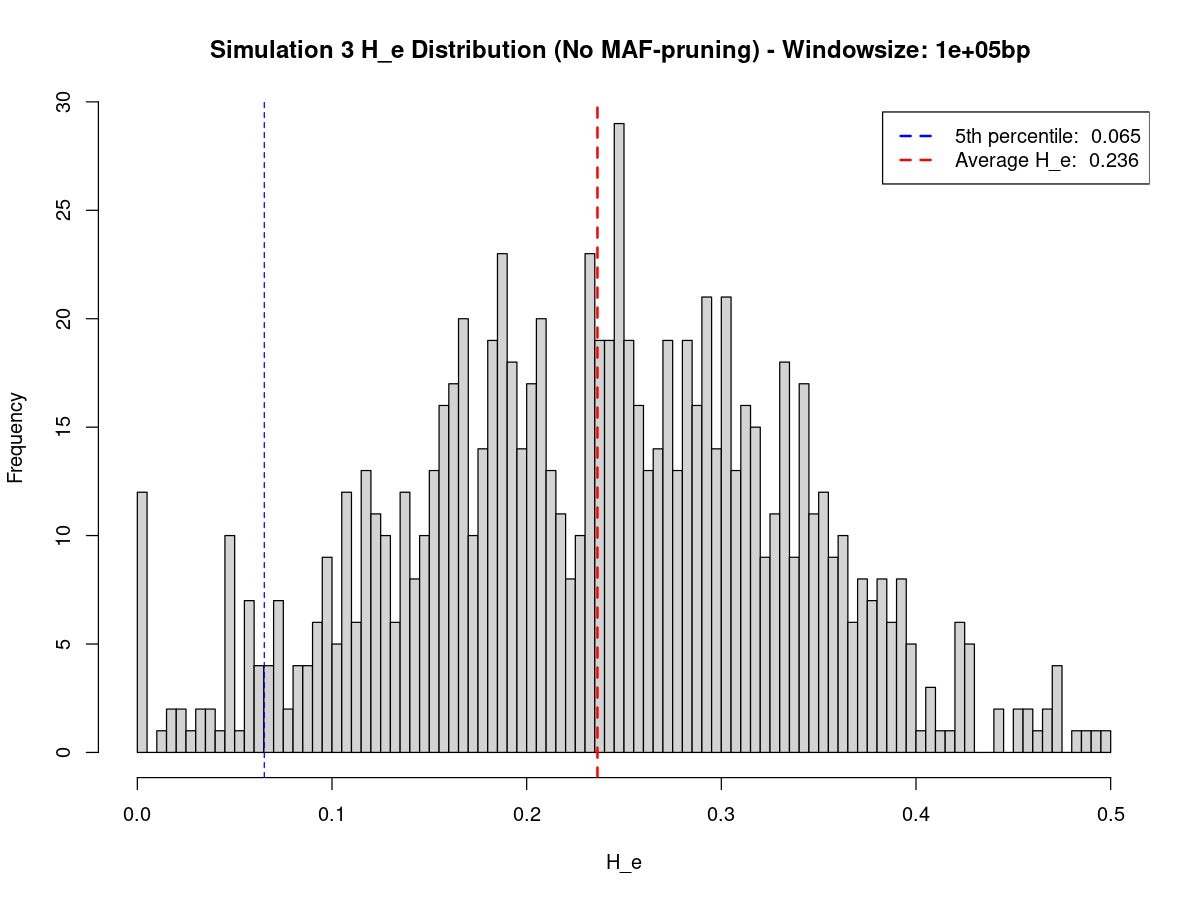 Simulation 3 H_e Distribution (No MAF-pruning) - Windowsize: 1e+05bp
5th percentile:  0.065
Average H_e:  0.236
Frequency
30
25
20
15
10
5
0
0.0 0.1 0.2 0.3 0.4 0.5
H_e